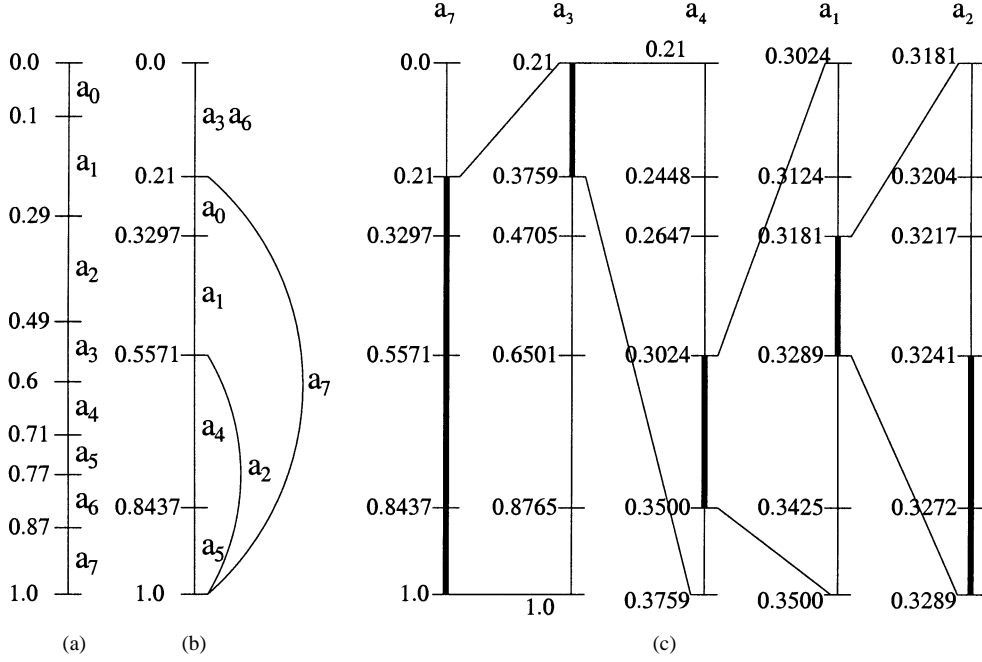 a7 a3 a4 a1 a2
0.0 0.0 0.0 0.21 0.21 0.3024 0.3181
a0
0.1 a3 a6
a1
0.21 0.21 0.3759 0.2448 0.3124 0.3204
0.29 a0
0.3297 0.3297 0.4705 0.2647 0.3181 0.3217
a2
a1
0.49
a3 0.5571 0.5571 0.6501 0.3024 0.3289 0.3241
0.6 a7
a4
0.71 a4
a5 a2
0.77
a6 0.8437 0.8437 0.8765 0.3500 0.3425 0.3272
0.87
a5
a7
1.0 1.0 1.0 1.0 0.3759 0.3500 0.3289
(a) (b) (c)